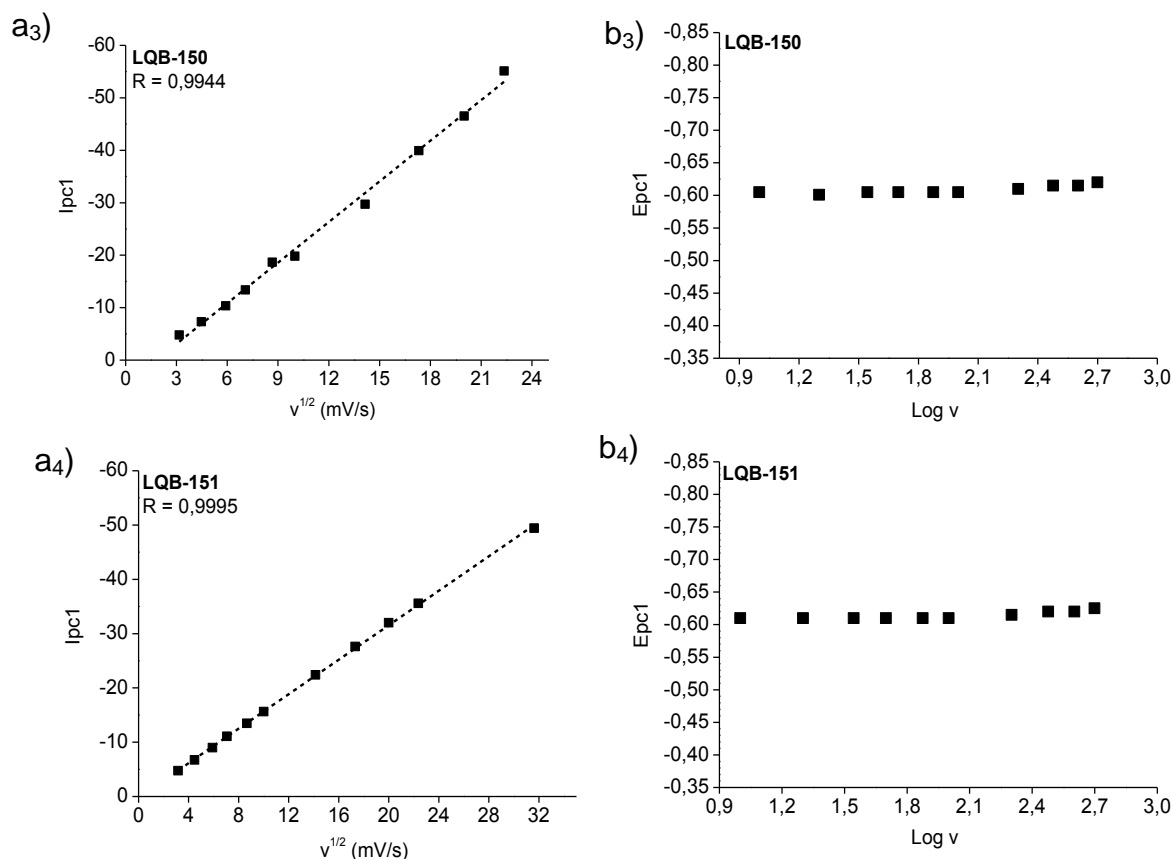 a3)
LQB-150
R = 0,9944
-60
-50
-40
-30
-20
-10
0
Ipc1
0 3 6 9 12 15 18 21 24
v1/2 (mV/s)
b3)
LQB-150
-0,85
-0,80
-0,75
-0,70
-0,65
-0,60
-0,55
-0,50
-0,45
-0,40
-0,35
Epc1
0,9 1,2 1,5 1,8 2,1 2,4 2,7 3,0
Log v
a4)
LQB-151
R = 0,9995
-60
-50
-40
-30
-20
-10
0
Ipc1
0 4 8 12 16 20 24 28 32
v1/2 (mV/s)
b4)
LQB-151
-0,85
-0,80
-0,75
-0,70
-0,65
-0,60
-0,55
-0,50
-0,45
-0,40
-0,35
Epc1
0,9 1,2 1,5 1,8 2,1 2,4 2,7 3,0
Log v